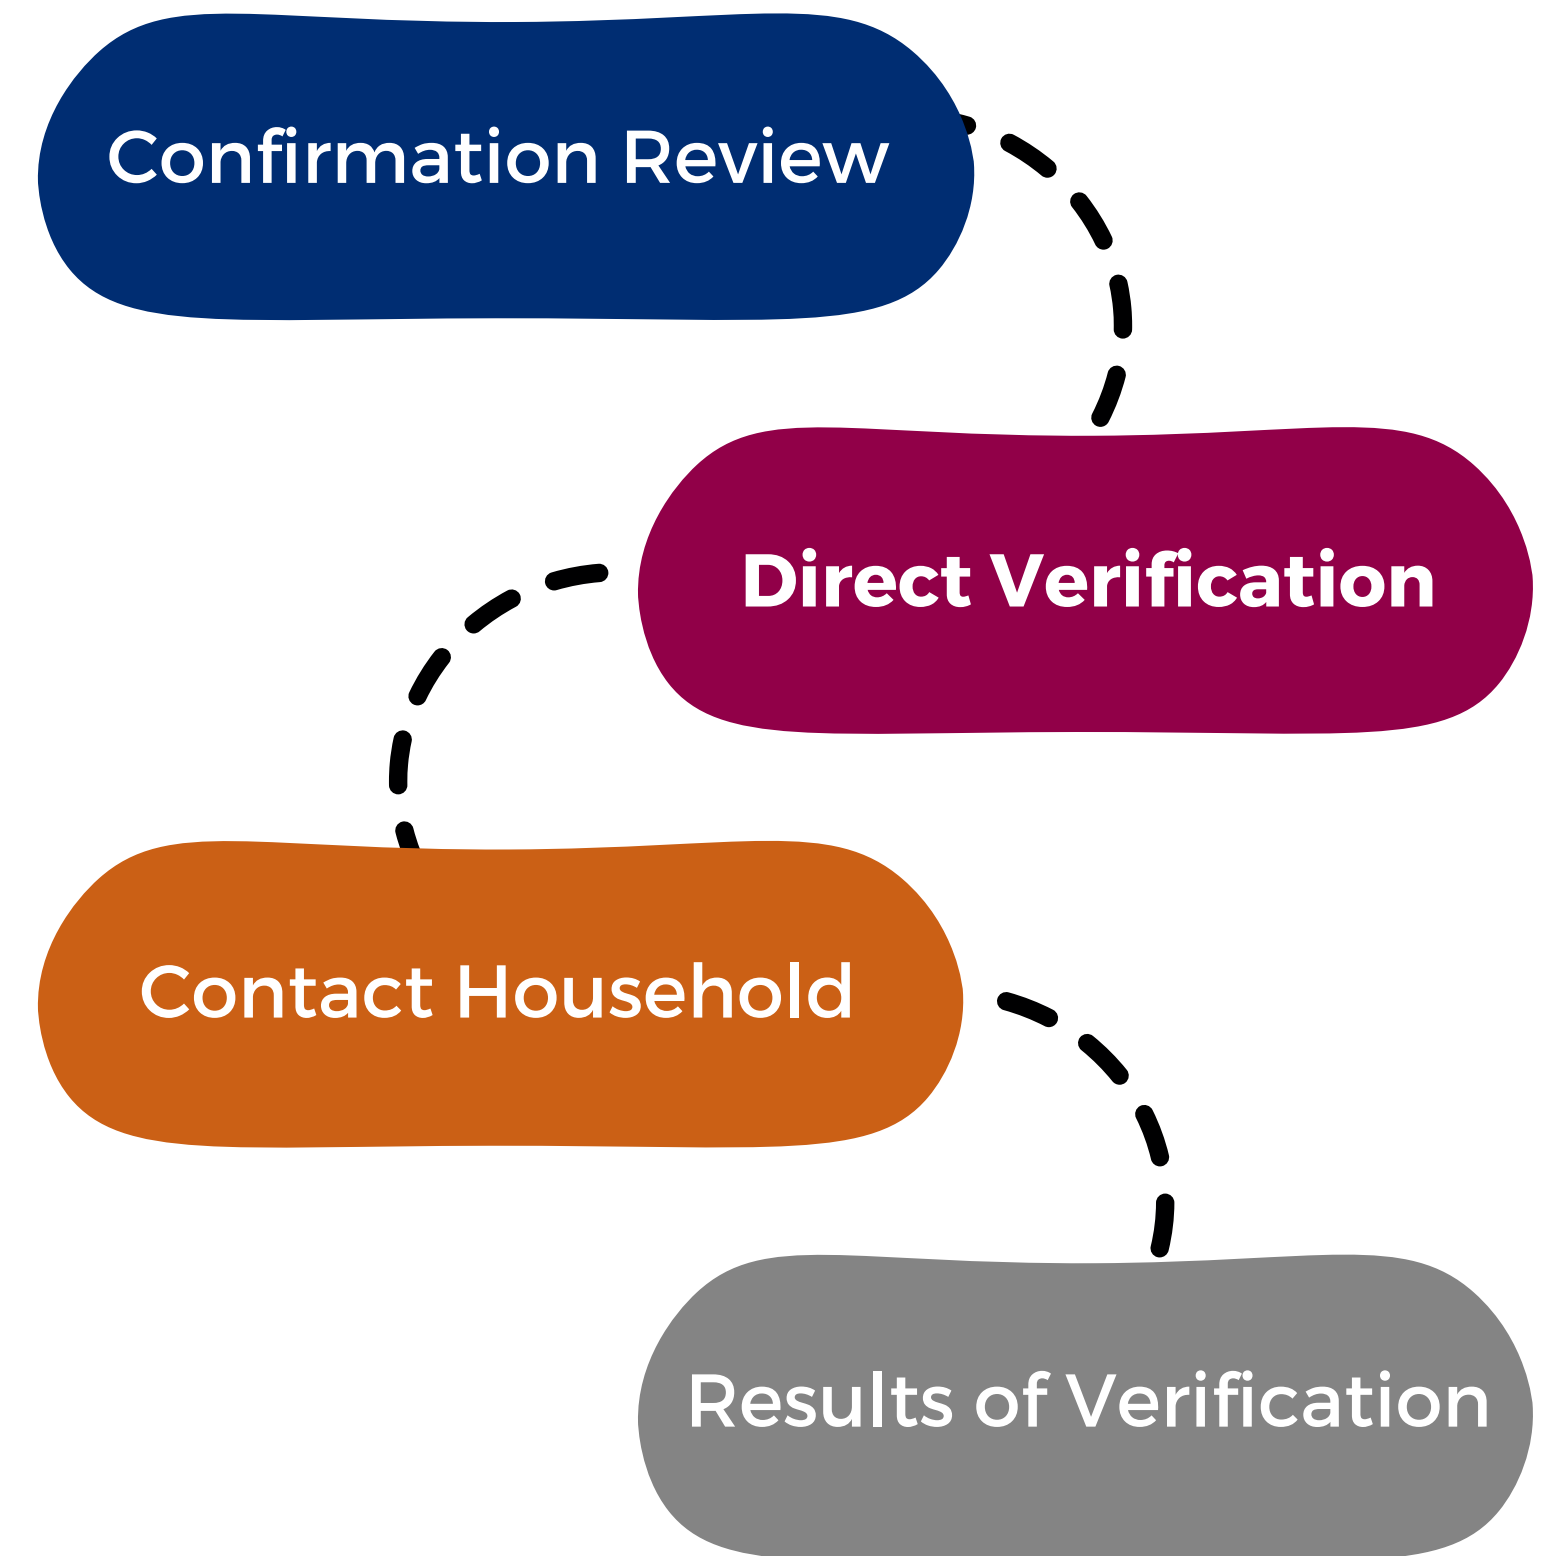 Confirmation Review
Direct Verification
Contact Household
Results of Verification